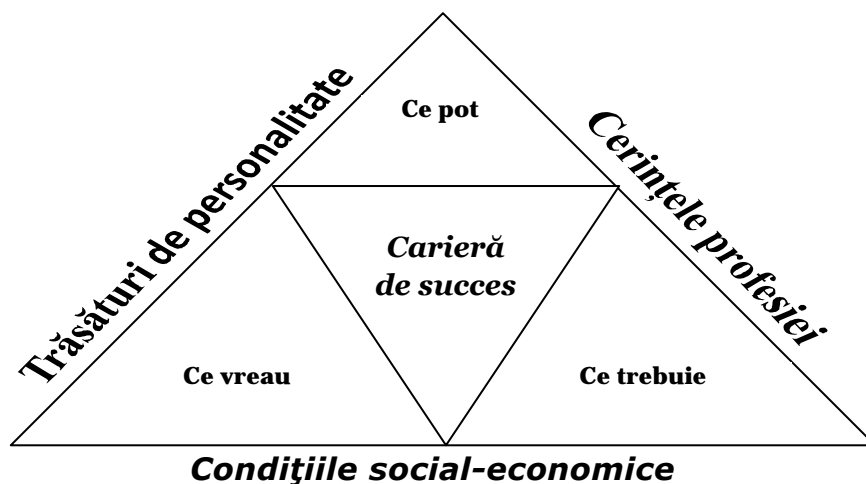 Trăsături de personalitate
Ce pot
Cerințele profesiei
Carieră
de succes
Ce vreau
Ce trebuie
Condiţiile social-economice